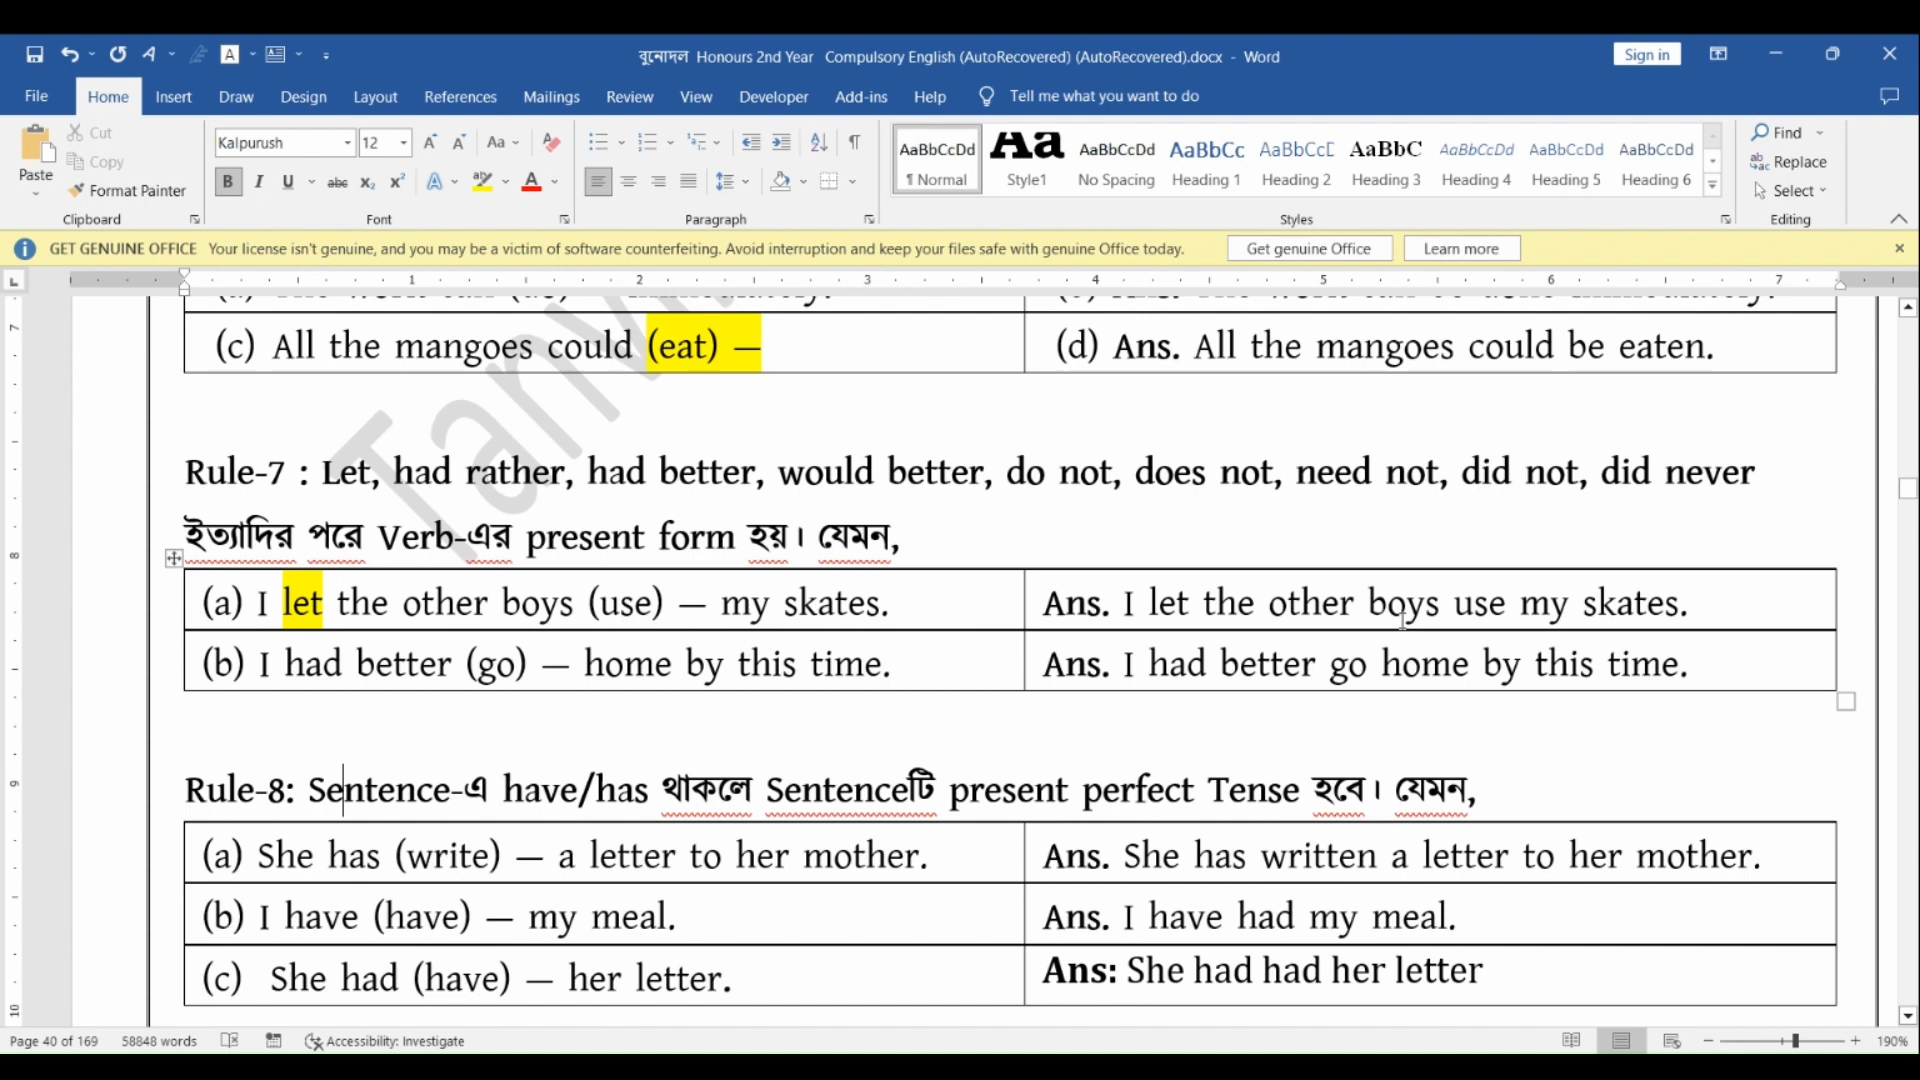 বুনোদল Honours 2nd Year Compulsory English (AutoRecovered) (AutoRecovered).docx - Word
Sign in
File Home Insert Draw Design Layout References Mailings Review View Developer Add-ins Help Tell me what you want to do
Paste
Cut
Copy
Format Painter
Clipboard
Kalpurush 12
Font
Paragraph
AaBbCcDd AaBbCcDd AaBbCc AaBbCcD AaBbC AaBbCcDd AaBbCcDd AaBbCcDd
¶ Normal Style1 No Spacing Heading 1 Heading 2 Heading 3 Heading 4 Heading 5 Heading 6
Styles
Find
Replace
Select
Editing
GET GENUINE OFFICE Your license isn't genuine, and you may be a victim of software counterfeiting. Avoid interruption and keep your files safe with genuine Office today. Get genuine Office Learn more
1 2 3 4 5 6 7
(c) All the mangoes could (eat) — (d) Ans. All the mangoes could be eaten.
Rule-7 : Let, had rather, had better, would better, do not, does not, need not, did not, did never
ইত্যাদির পরে Verb-এর present form হয়। যেমন,
(a) I let the other boys (use) — my skates. Ans. I let the other boys use my skates.
(b) I had better (go) — home by this time. Ans. I had better go home by this time.
Rule-8: Sentence-এ have/has থাকলে Sentenceটি present perfect Tense হবে। যেমন,
(a) She has (write) — a letter to her mother. Ans. She has written a letter to her mother.
(b) I have (have) — my meal. Ans. I have had my meal.
(c) She had (have) — her letter. Ans: She had had her letter
Page 40 of 169 58848 words Accessibility: Investigate 190%